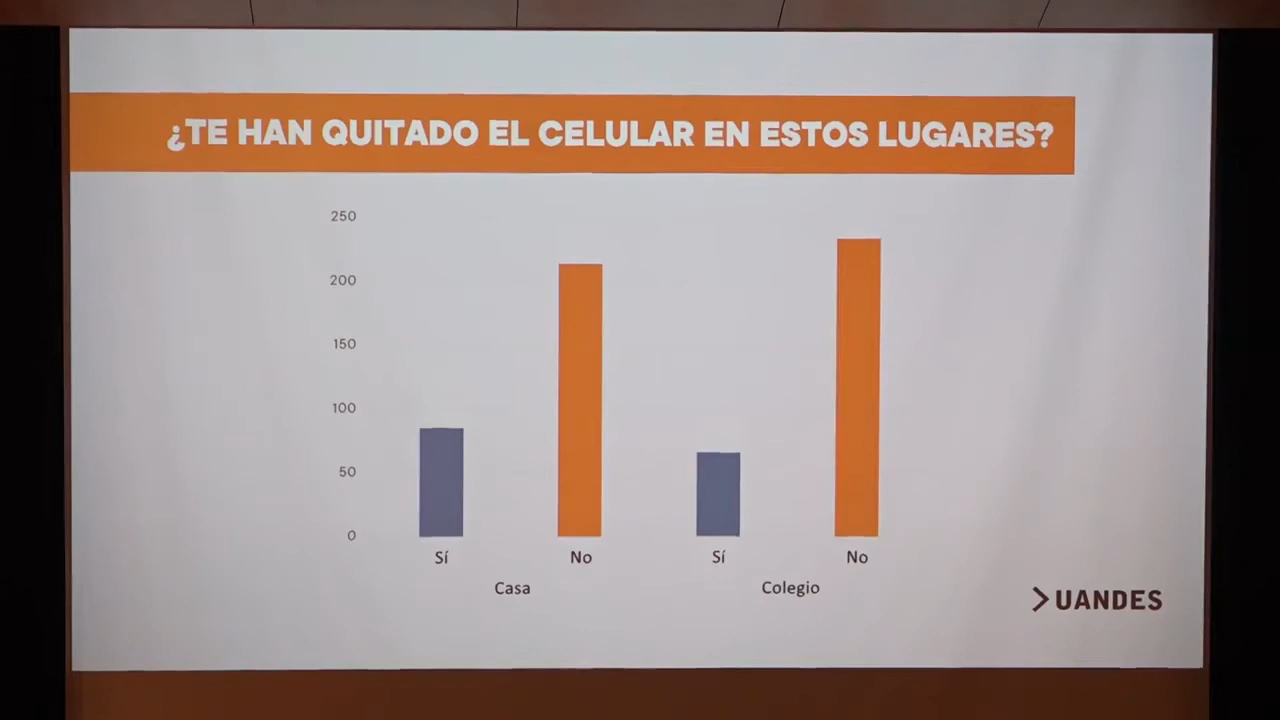 ¿TE HAN QUITADO EL CELULAR EN ESTOS LUGARES?
250
200
150
100
50
0
Sí No Sí No
Casa Colegio
UANDES